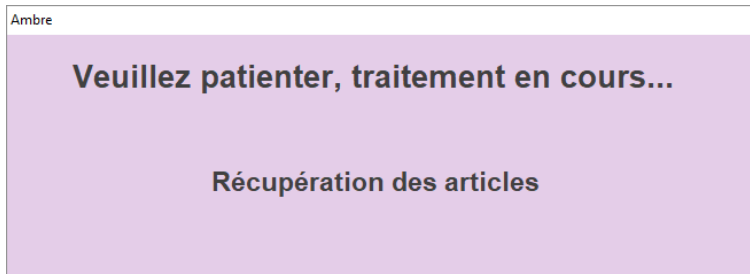 Ambre
Veuillez patienter, traitement en cours...
Récupération des articles